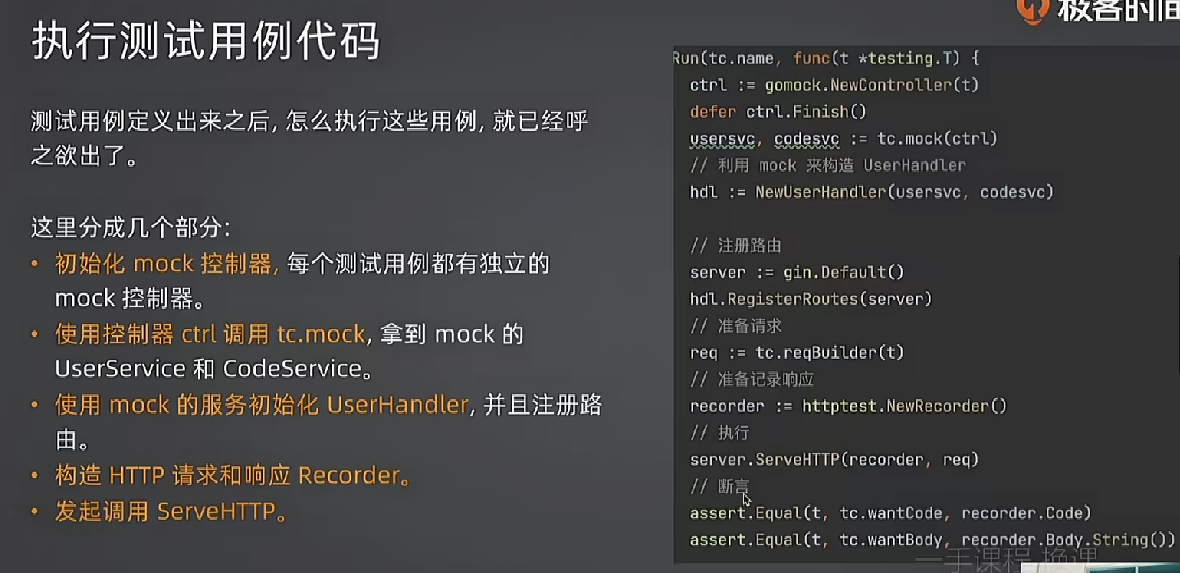 极客时间
执行测试用例代码
测试用例定义出来之后, 怎么执行这些用例, 就已经呼
之欲出了。
这里分成几个部分:
• 初始化 mock 控制器, 每个测试用例都有独立的
mock 控制器。
• 使用控制器 ctrl 调用 tc.mock, 拿到 mock 的
UserService 和 CodeService。
• 使用 mock 的服务初始化 UserHandler, 并且注册路
由。
• 构造 HTTP 请求和响应 Recorder。
• 发起调用 ServeHTTP。
Run(tc.name, func(t *testing.T) {
ctrl := gomock.NewController(t)
defer ctrl.Finish()
usersvc, codesvc := tc.mock(ctrl)
// 利用 mock 来构造 UserHandler
hdl := NewUserHandler(usersvc, codesvc)
// 注册路由
server := gin.Default()
hdl.RegisterRoutes(server)
// 准备请求
req := tc.reqBuilder(t)
// 准备记录响应
recorder := httptest.NewRecorder()
// 执行
server.ServeHTTP(recorder, req)
// 断言
assert.Equal(t, tc.wantCode, recorder.Code)
assert.Equal(t, tc.wantBody, recorder.Body.String())
一手课程 换课